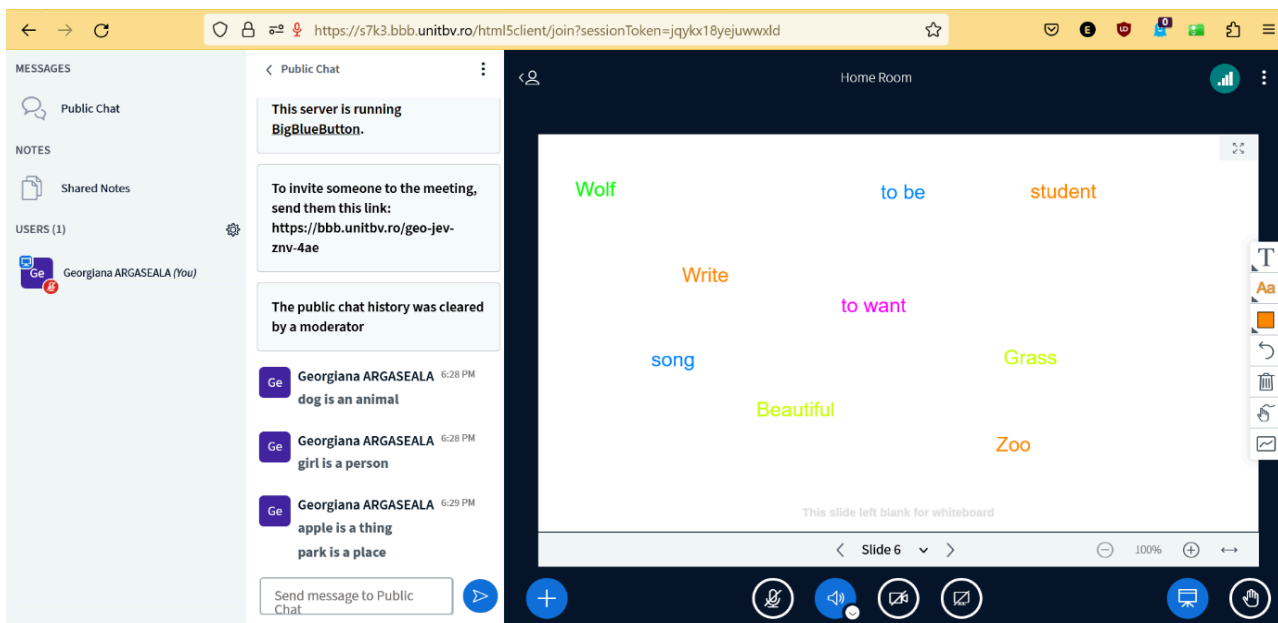 https://s7k3.bbb.unitbv.ro/html5client/join?sessionToken=jqykx18yejuwwxld
E
0
MESSAGES
Public Chat
NOTES
Shared Notes
USERS (1)
Ge
Georgiana ARGASEALA (You)
Public Chat
This server is running
BigBlueButton.
To invite someone to the meeting,
send them this link:
https://bbb.unitbv.ro/geo-jev-
znv-4ae
The public chat history was cleared
by a moderator
Ge
Georgiana ARGASEALA 6:28 PM
dog is an animal
Ge
Georgiana ARGASEALA 6:28 PM
girl is a person
Ge
Georgiana ARGASEALA 6:29 PM
apple is a thing
park is a place
Send message to Public
Chat
Home Room
Wolf to be student
Write
to want
song Grass
Beautiful
Zoo
This slide left blank for whiteboard
T
Aa
Slide 6
100%